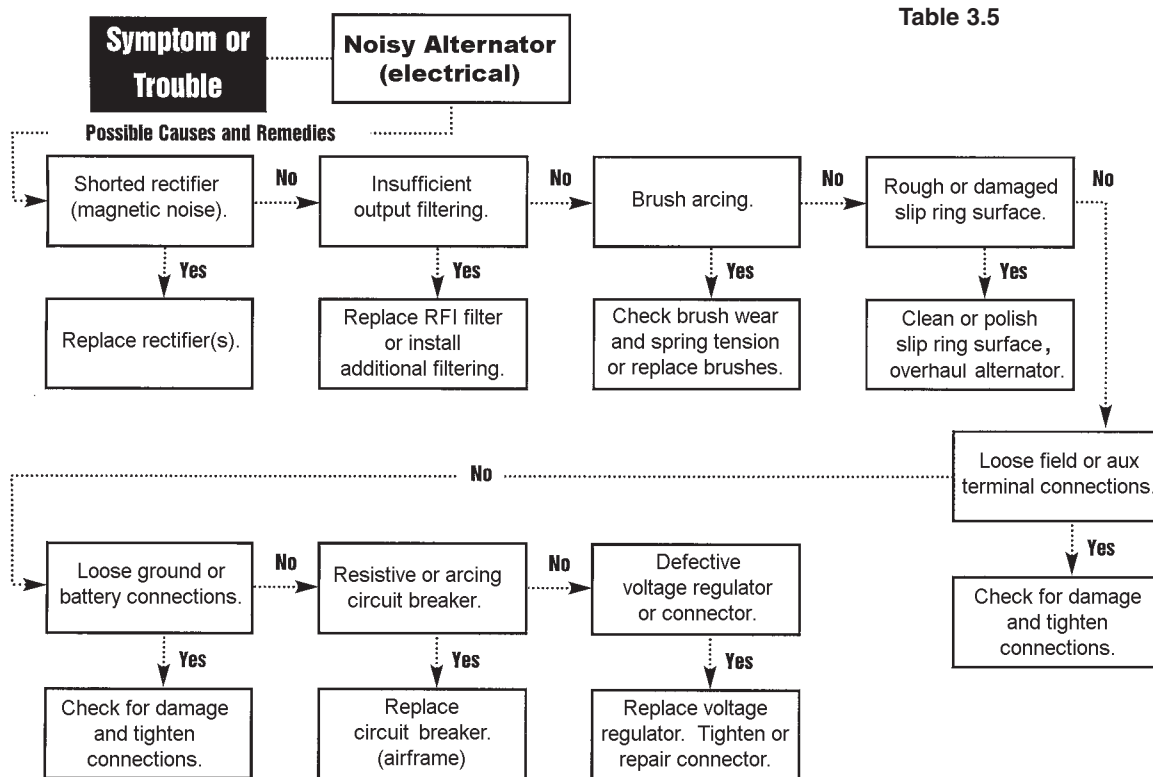 Table 3.5
Symptom or
Trouble
Noisy Alternator
(electrical)
Possible Causes and Remedies
Shorted rectifier
(magnetic noise).
No
Insufficient
output filtering.
No
Brush arcing.
No
Rough or damaged
slip ring surface.
No
Yes
Yes
Yes
Yes
Replace rectifier(s).
Replace RFI filter
or install
additional filtering.
Check brush wear
and spring tension
or replace brushes.
Clean or polish
slip ring surface,
overhaul alternator.
Loose field or aux
terminal connections.
No
Yes
Check for damage
and tighten
connections.
Loose ground or
battery connections.
No
Resistive or arcing
circuit breaker.
No
Defective
voltage regulator
or connector.
Yes
Yes
Yes
Check for damage
and tighten
connections.
Replace
circuit breaker.
(airframe)
Replace voltage
regulator. Tighten or
repair connector.